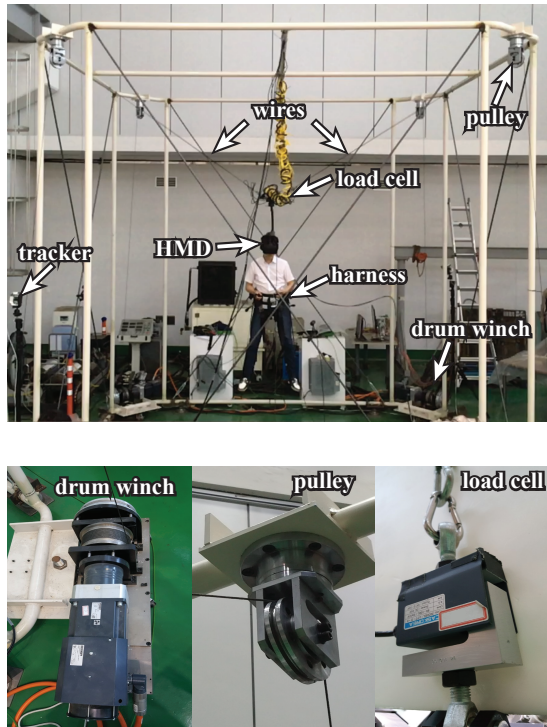 wires
pulley
load cell
HMD
tracker
harness
drum winch
drum winch
pulley
load cell